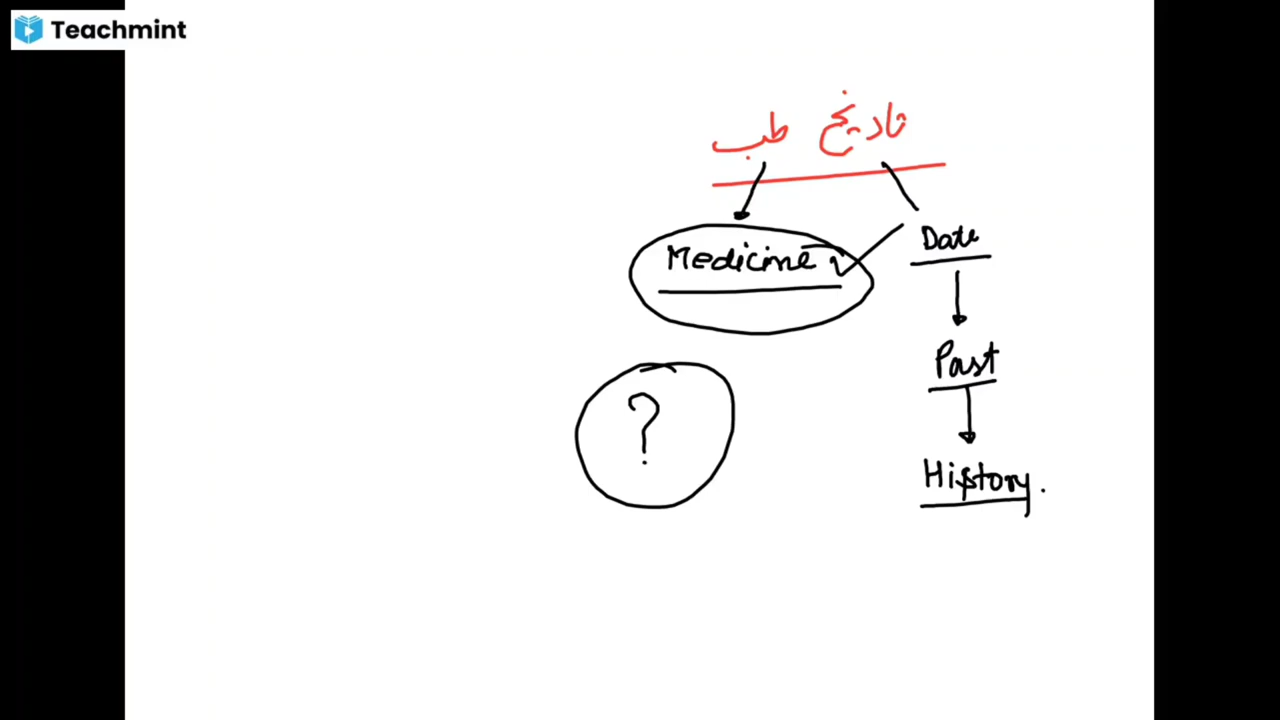 Teachmint
تاریخ طب
Medicine
Date
Past
History.
?